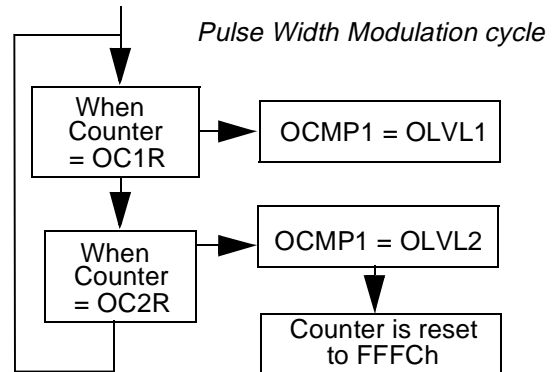 Pulse Width Modulation cycle
When
Counter
= OC1R
OCMP1 = OLVL1
When
Counter
= OC2R
OCMP1 = OLVL2
Counter is reset
to FFFCh